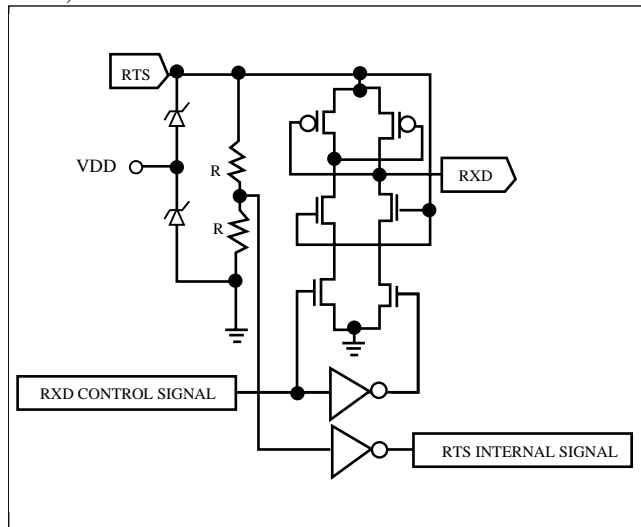 RTS
VDD
R
RXD
R
RXD CONTROL SIGNAL
RTS INTERNAL SIGNAL